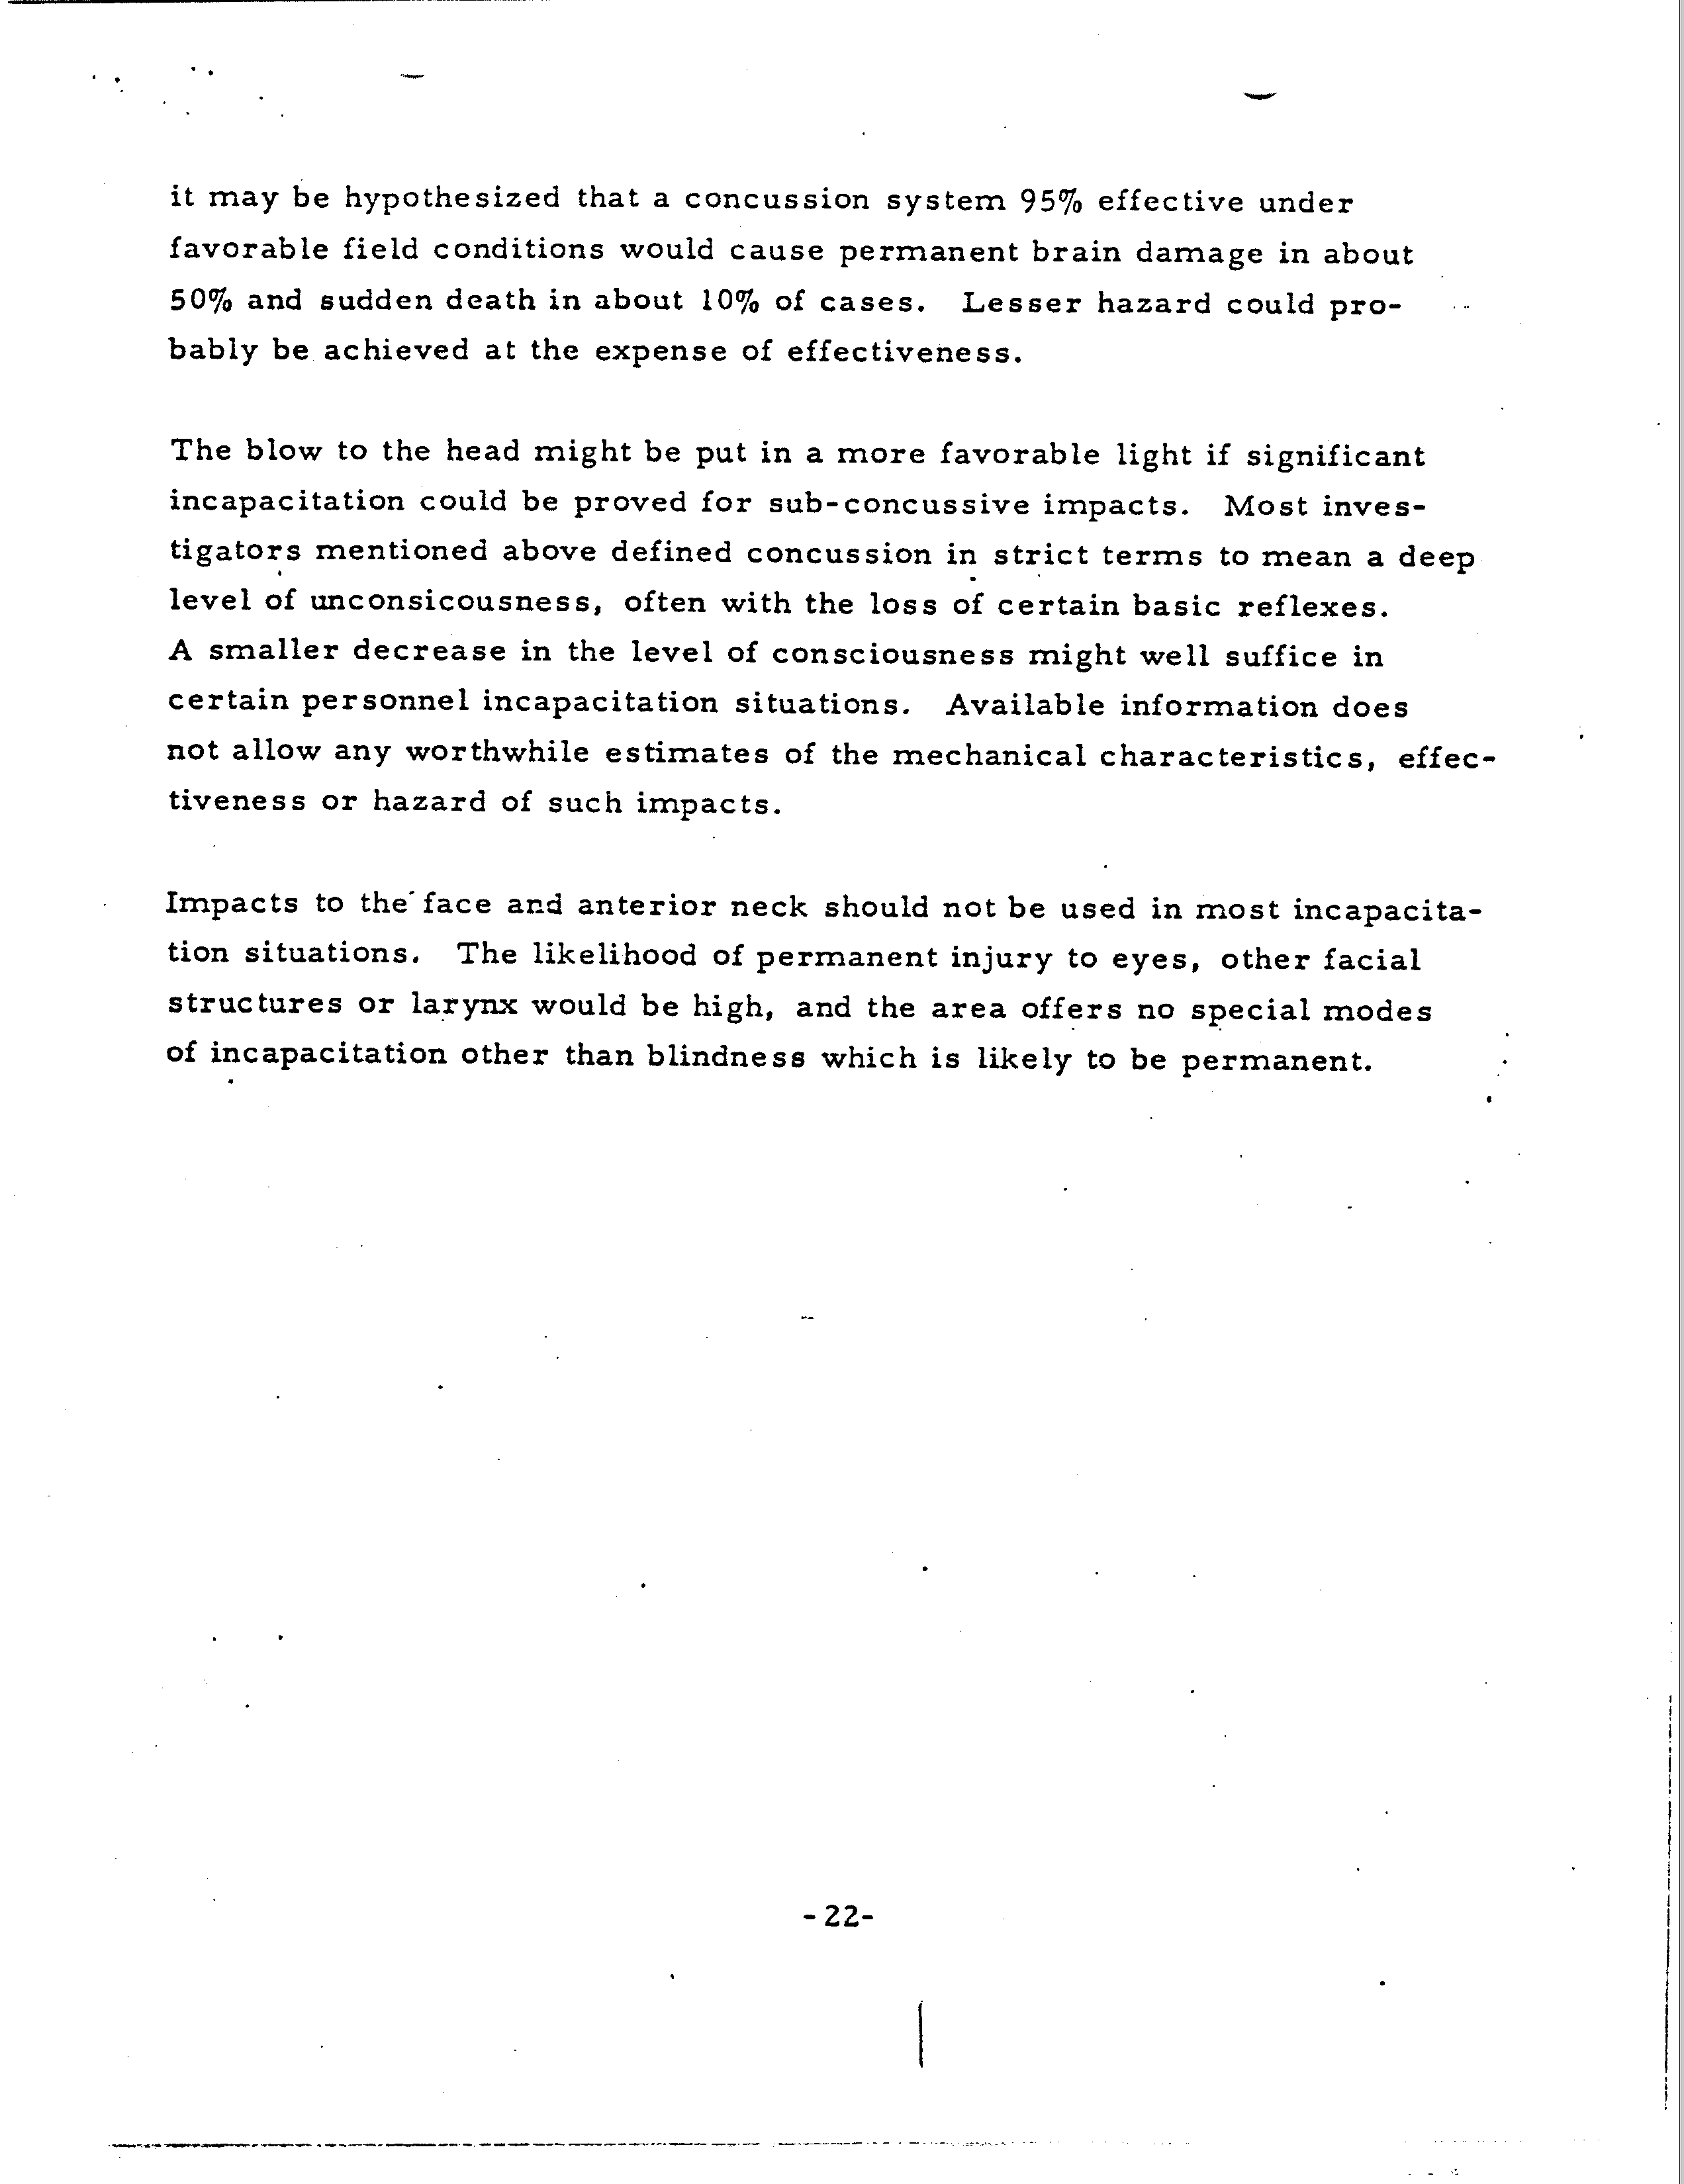 it may be hypothesized that a concussion system 95% effective under
favorable field conditions would cause permanent brain damage in about
50% and sudden death in about 10% of cases. Lesser hazard could pro-
bably be achieved at the expense of effectiveness.
The blow to the head might be put in a more favorable light if significant
incapacitation could be proved for sub-concussive impacts. Most inves-
tigators mentioned above defined concussion in strict terms to mean a deep
level of unconsicousness, often with the loss of certain basic reflexes.
A smaller decrease in the level of consciousness might well suffice in
certain personnel incapacitation situations. Available information does
not allow any worthwhile estimates of the mechanical characteristics, effec-
tiveness or hazard of such impacts.
Impacts to the face and anterior neck should not be used in most incapacita-
tion situations. The likelihood of permanent injury to eyes, other facial
structures or larynx would be high, and the area offers no special modes
of incapacitation other than blindness which is likely to be permanent.
-22-